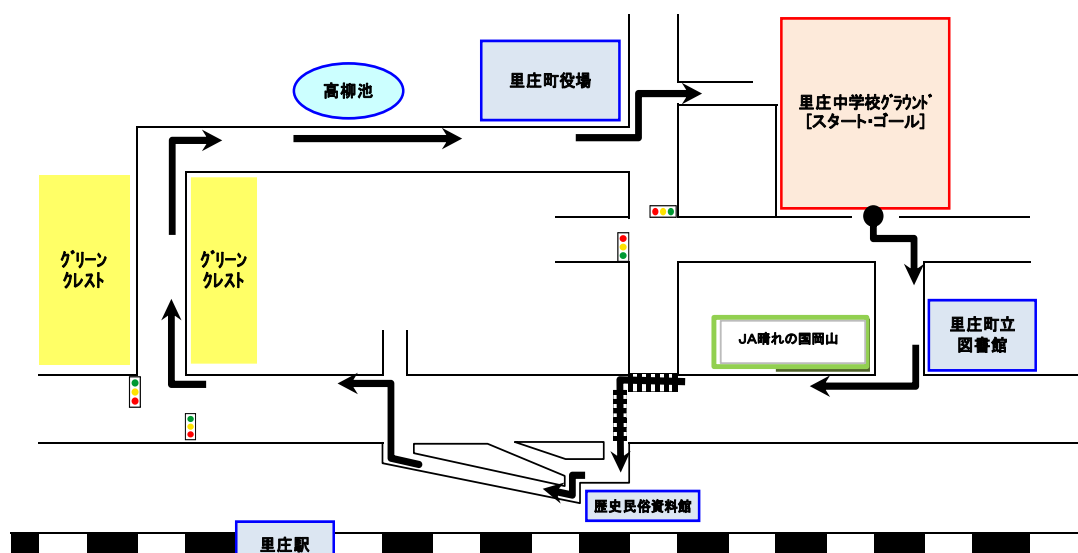 高柳池
里庄町役場
里庄中学校グラウンド
[スタート・ゴール]
グリーン
クレスト
グリーン
クレスト
JA晴れの国岡山
里庄町立
図書館
歴史民俗資料館
里庄駅